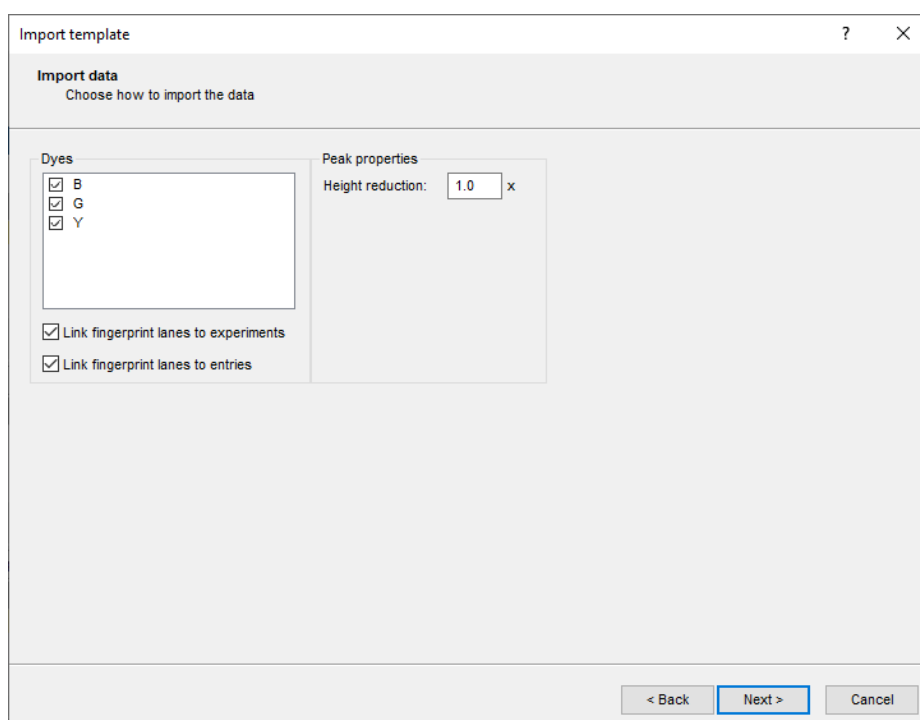 Import template
?
Import data
Choose how to import the data
Dyes
B
G
Y
Link fingerprint lanes to experiments
Link fingerprint lanes to entries
Peak properties
Height reduction: 1.0 x
< Back Next > Cancel